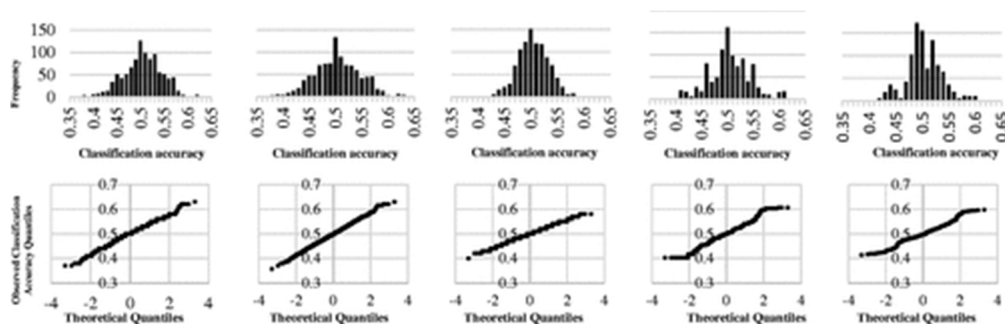 Frequency
150
100
50
0
0.35 0.4 0.45 0.5 0.55 0.6 0.65
0.35 0.4 0.45 0.5 0.55 0.6 0.65
0.35 0.4 0.45 0.5 0.55 0.6 0.65
0.35 0.4 0.45 0.5 0.55 0.6 0.65
0.35 0.4 0.45 0.5 0.55 0.6 0.65
Classification accuracy Classification accuracy Classification accuracy Classification accuracy Classification accuracy
Observed Classification
Accuracy Quantiles
0.7 0.7 0.7 0.7 0.7
0.6 0.6 0.6 0.6 0.6
0.5 0.5 0.5 0.5 0.5
0.4 0.4 0.4 0.4 0.4
0.3 0.3 0.3 0.3 0.3
-4 -2 0 2 4 -4 -2 0 2 4 -4 -2 0 2 4 -4 -2 0 2 4 -4 -2 0 2 4
Theoretical Quantiles Theoretical Quantiles Theoretical Quantiles Theoretical Quantiles Theoretical Quantiles